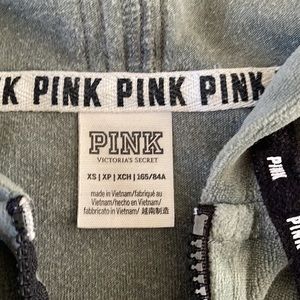 K PINK PINK PINK
PINK
VICTORIA'S SECRET
XS | XP | XCH | 165/84A
made in Vietnam/fabriqué au
Vietnam/hecho en Vietnam/
fabbricato in Vietnam/越南制造
PINK